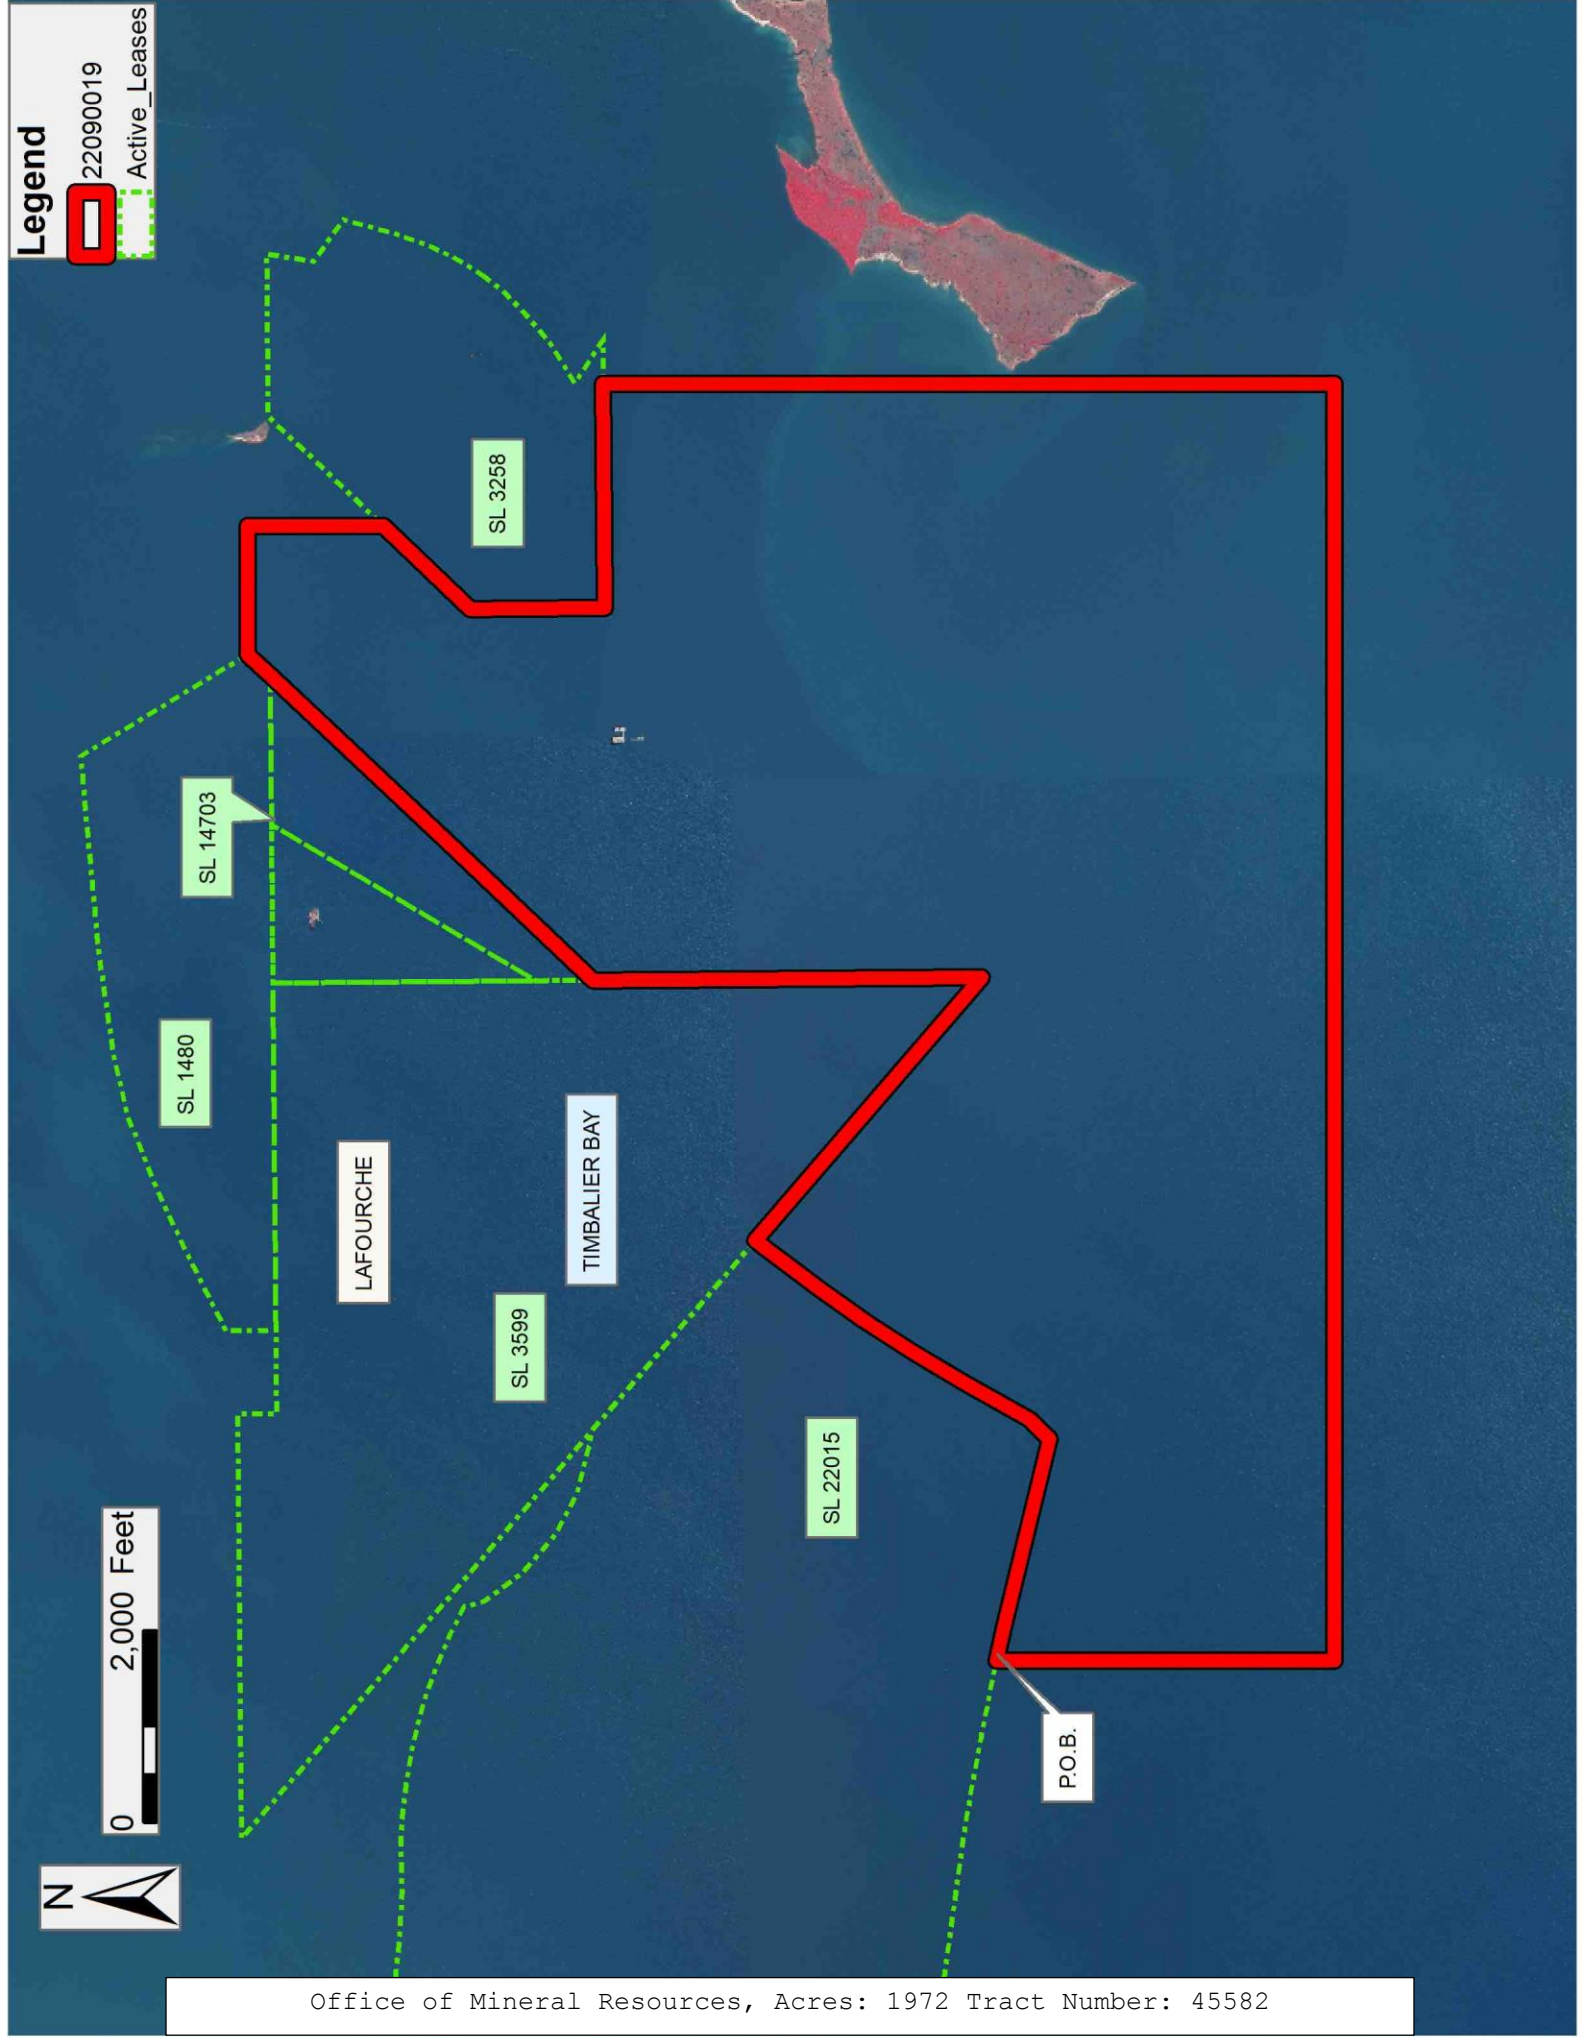 N
0 2,000 Feet
Legend
22090019
Active_Leases
SL 1480
SL 14703
LAFOURCHE
SL 3258
SL 3599
TIMBALIER BAY
SL 22015
P.O.B.
Office of Mineral Resources, Acres: 1972 Tract Number: 45582